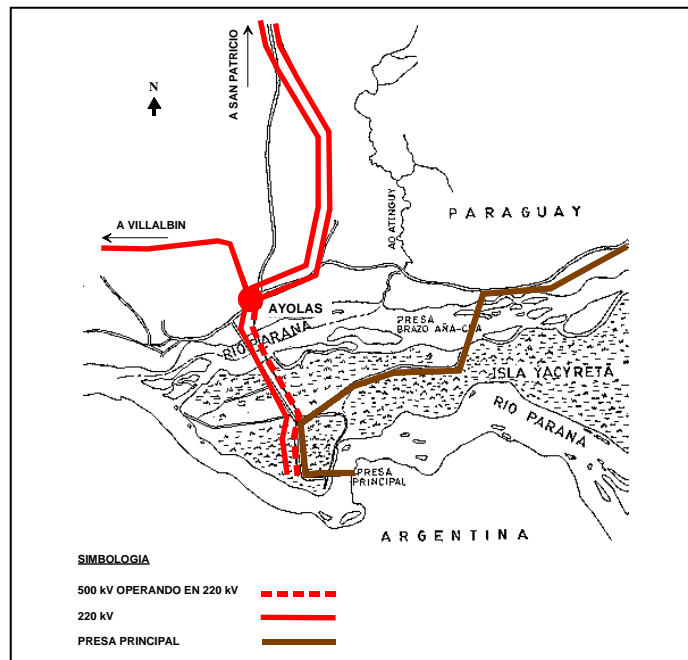 A SAN PATRICIO
N
AO ATINGUY
PARAGUAY
A VILLALBIN
AYOLAS
PRESA
BRAZO AÑA-CUA
RIO PARANA
ISLA YACYRETA
RIO PARANA
PRESA
PRINCIPAL
ARGENTINA
SIMBOLOGIA
500 kV OPERANDO EN 220 kV
220 kV
PRESA PRINCIPAL